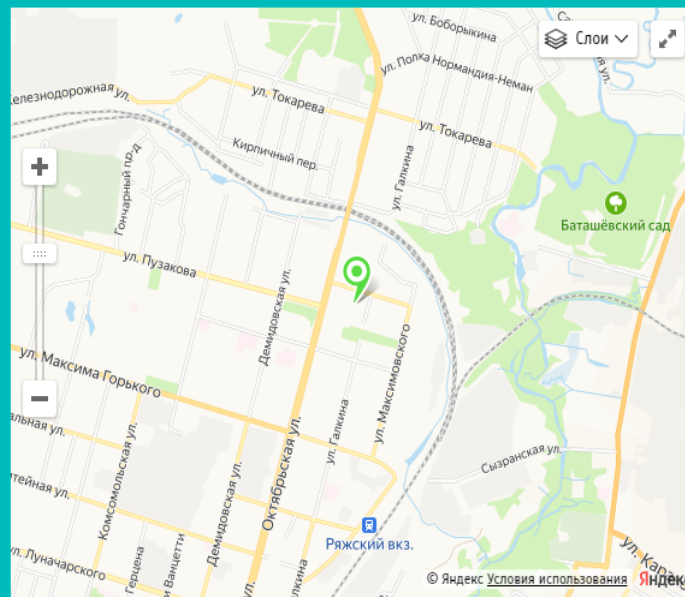 ул. Боборыкина
Слои
ул. Полка Нормандия-Неман
Железнодорожная ул.
ул. Токарева
ул. Токарева
Кирпичный пер.
ул. Галкина
Гончарный пр-д
Баташёвский сад
ул. Пузакова
Демидовская ул.
ул. Максима Горького
ул. Максимовского
ул. Галкина
Октябрьская ул.
Комсомольская ул.
Демидовская ул.
Сызранская ул.
Ряжский вкз.
ул. Луначарского
Герцена
Ванцетти
ул.
© Яндекс Условия использования